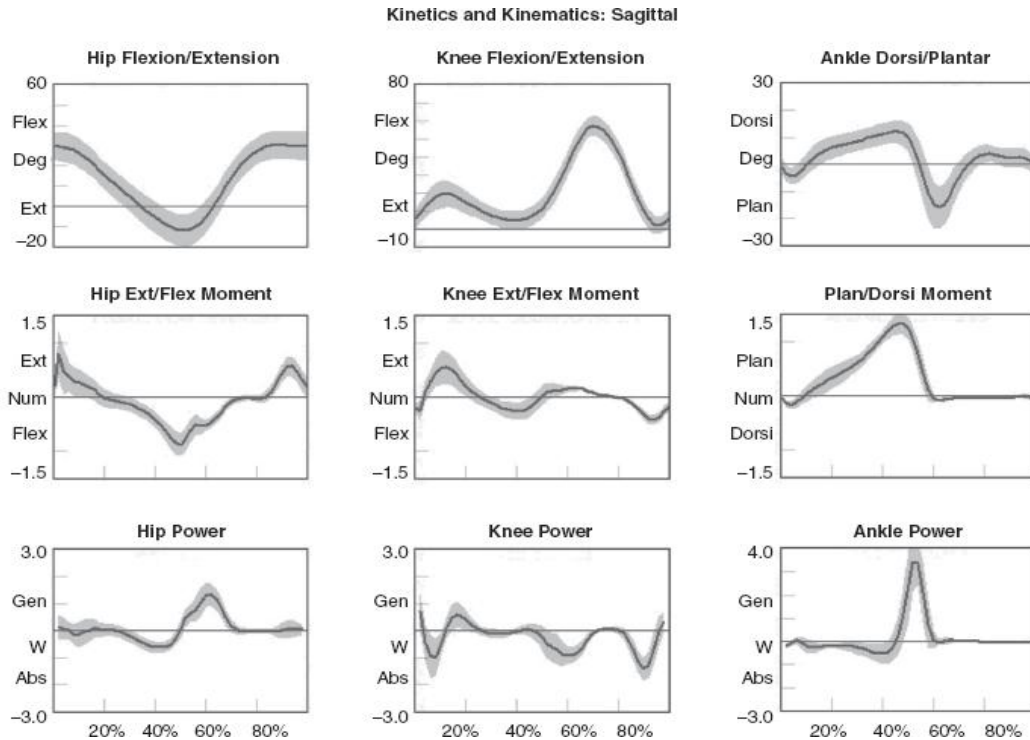 Kinetics and Kinematics: Sagittal
Hip Flexion/Extension
60
Flex
Deg
Ext
–20
Knee Flexion/Extension
80
Flex
Deg
Ext
–10
Ankle Dorsi/Plantar
30
Dorsi
Deg
Plan
–30
Hip Ext/Flex Moment
1.5
Ext
Num
Flex
–1.5
Knee Ext/Flex Moment
1.5
Ext
Num
Flex
–1.5
Plan/Dorsi Moment
1.5
Plan
Num
Dorsi
–1.5
Hip Power
3.0
Gen
W
Abs
–3.0
20% 40% 60% 80%
Knee Power
3.0
Gen
W
Abs
–3.0
20% 40% 60% 80%
Ankle Power
4.0
Gen
W
Abs
–3.0
20% 40% 60% 80%